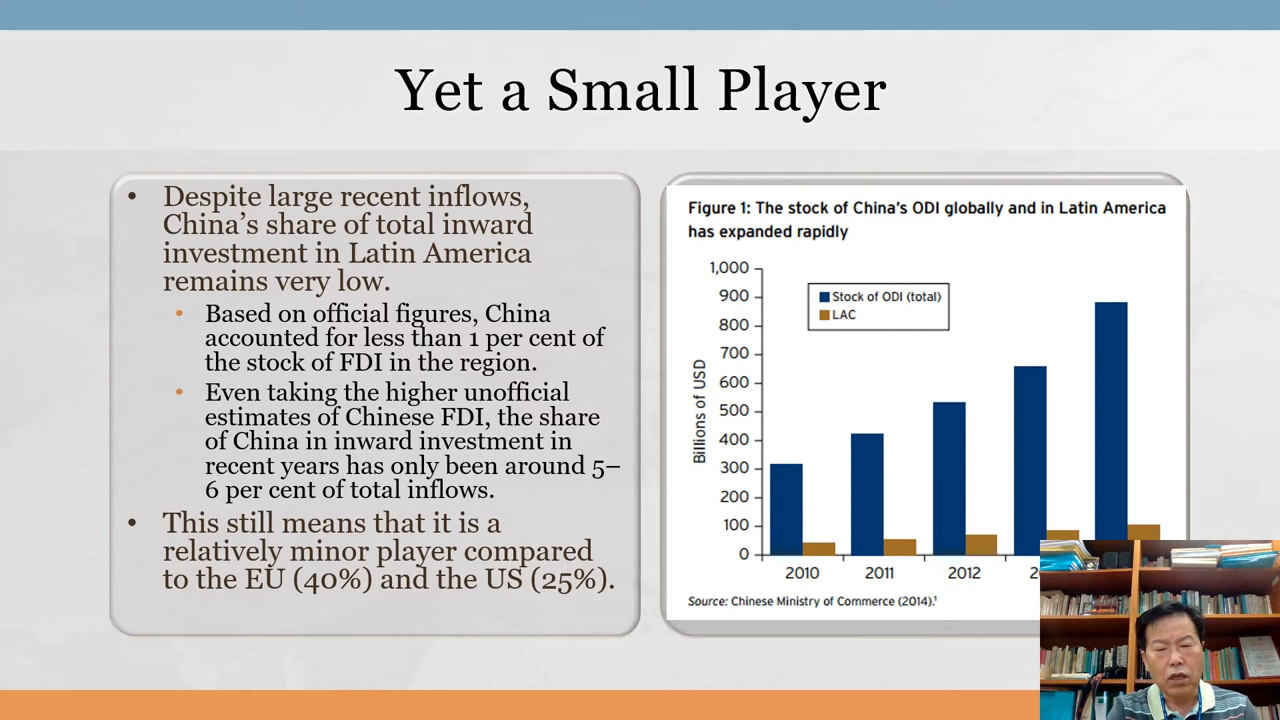 Yet a Small Player
• Despite large recent inflows,
China’s share of total inward
investment in Latin America
remains very low.
• Based on official figures, China
accounted for less than 1 per cent of
the stock of FDI in the region.
• Even taking the higher unofficial
estimates of Chinese FDI, the share
of China in inward investment in
recent years has only been around 5–
6 per cent of total inflows.
• This still means that it is a
relatively minor player compared
to the EU (40%) and the US (25%).
Figure 1: The stock of China’s ODI globally and in Latin America
has expanded rapidly
Billions of USD
1,000
900
800
700
600
500
400
300
200
100
0
Stock of ODI (total)
LAC
2010 2011 2012
Source: Chinese Ministry of Commerce (2014).¹